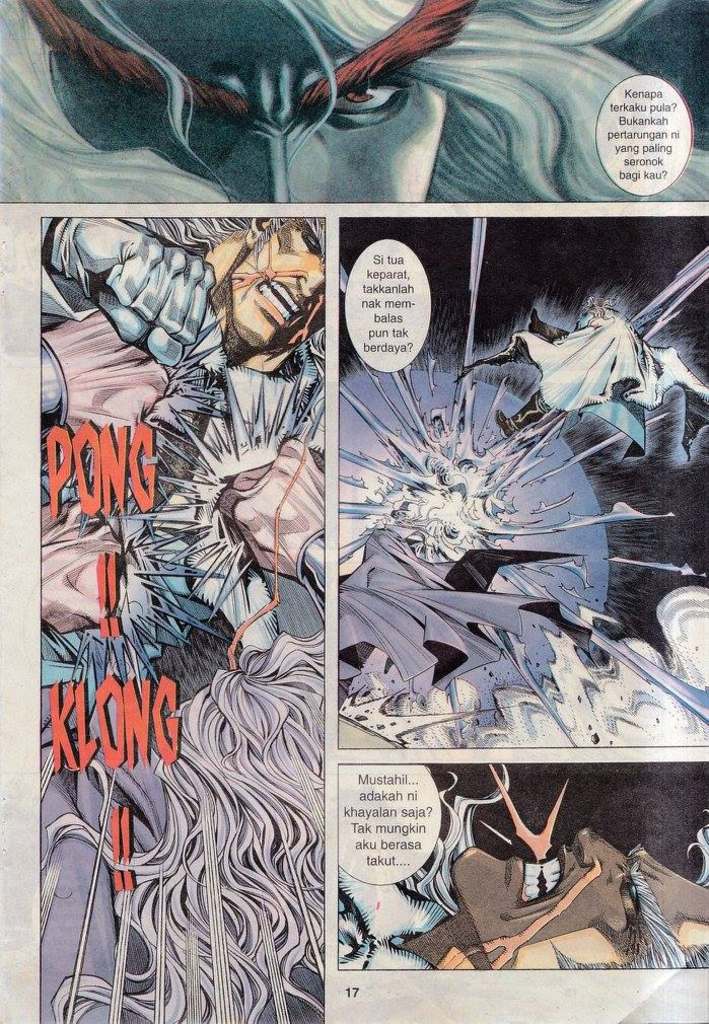 Kenapa
terkaku pula?
Bukankah
pertarungan ni
yang paling
seronok
bagi kau?
Si tua
keparat,
takkanlah
nak mem-
balas
pun tak
berdaya?
PONG
!!
KLONG
!!
Mustahil...
adakah ni
khayalan saja?
Tak mungkin
aku berasa
takut....
17